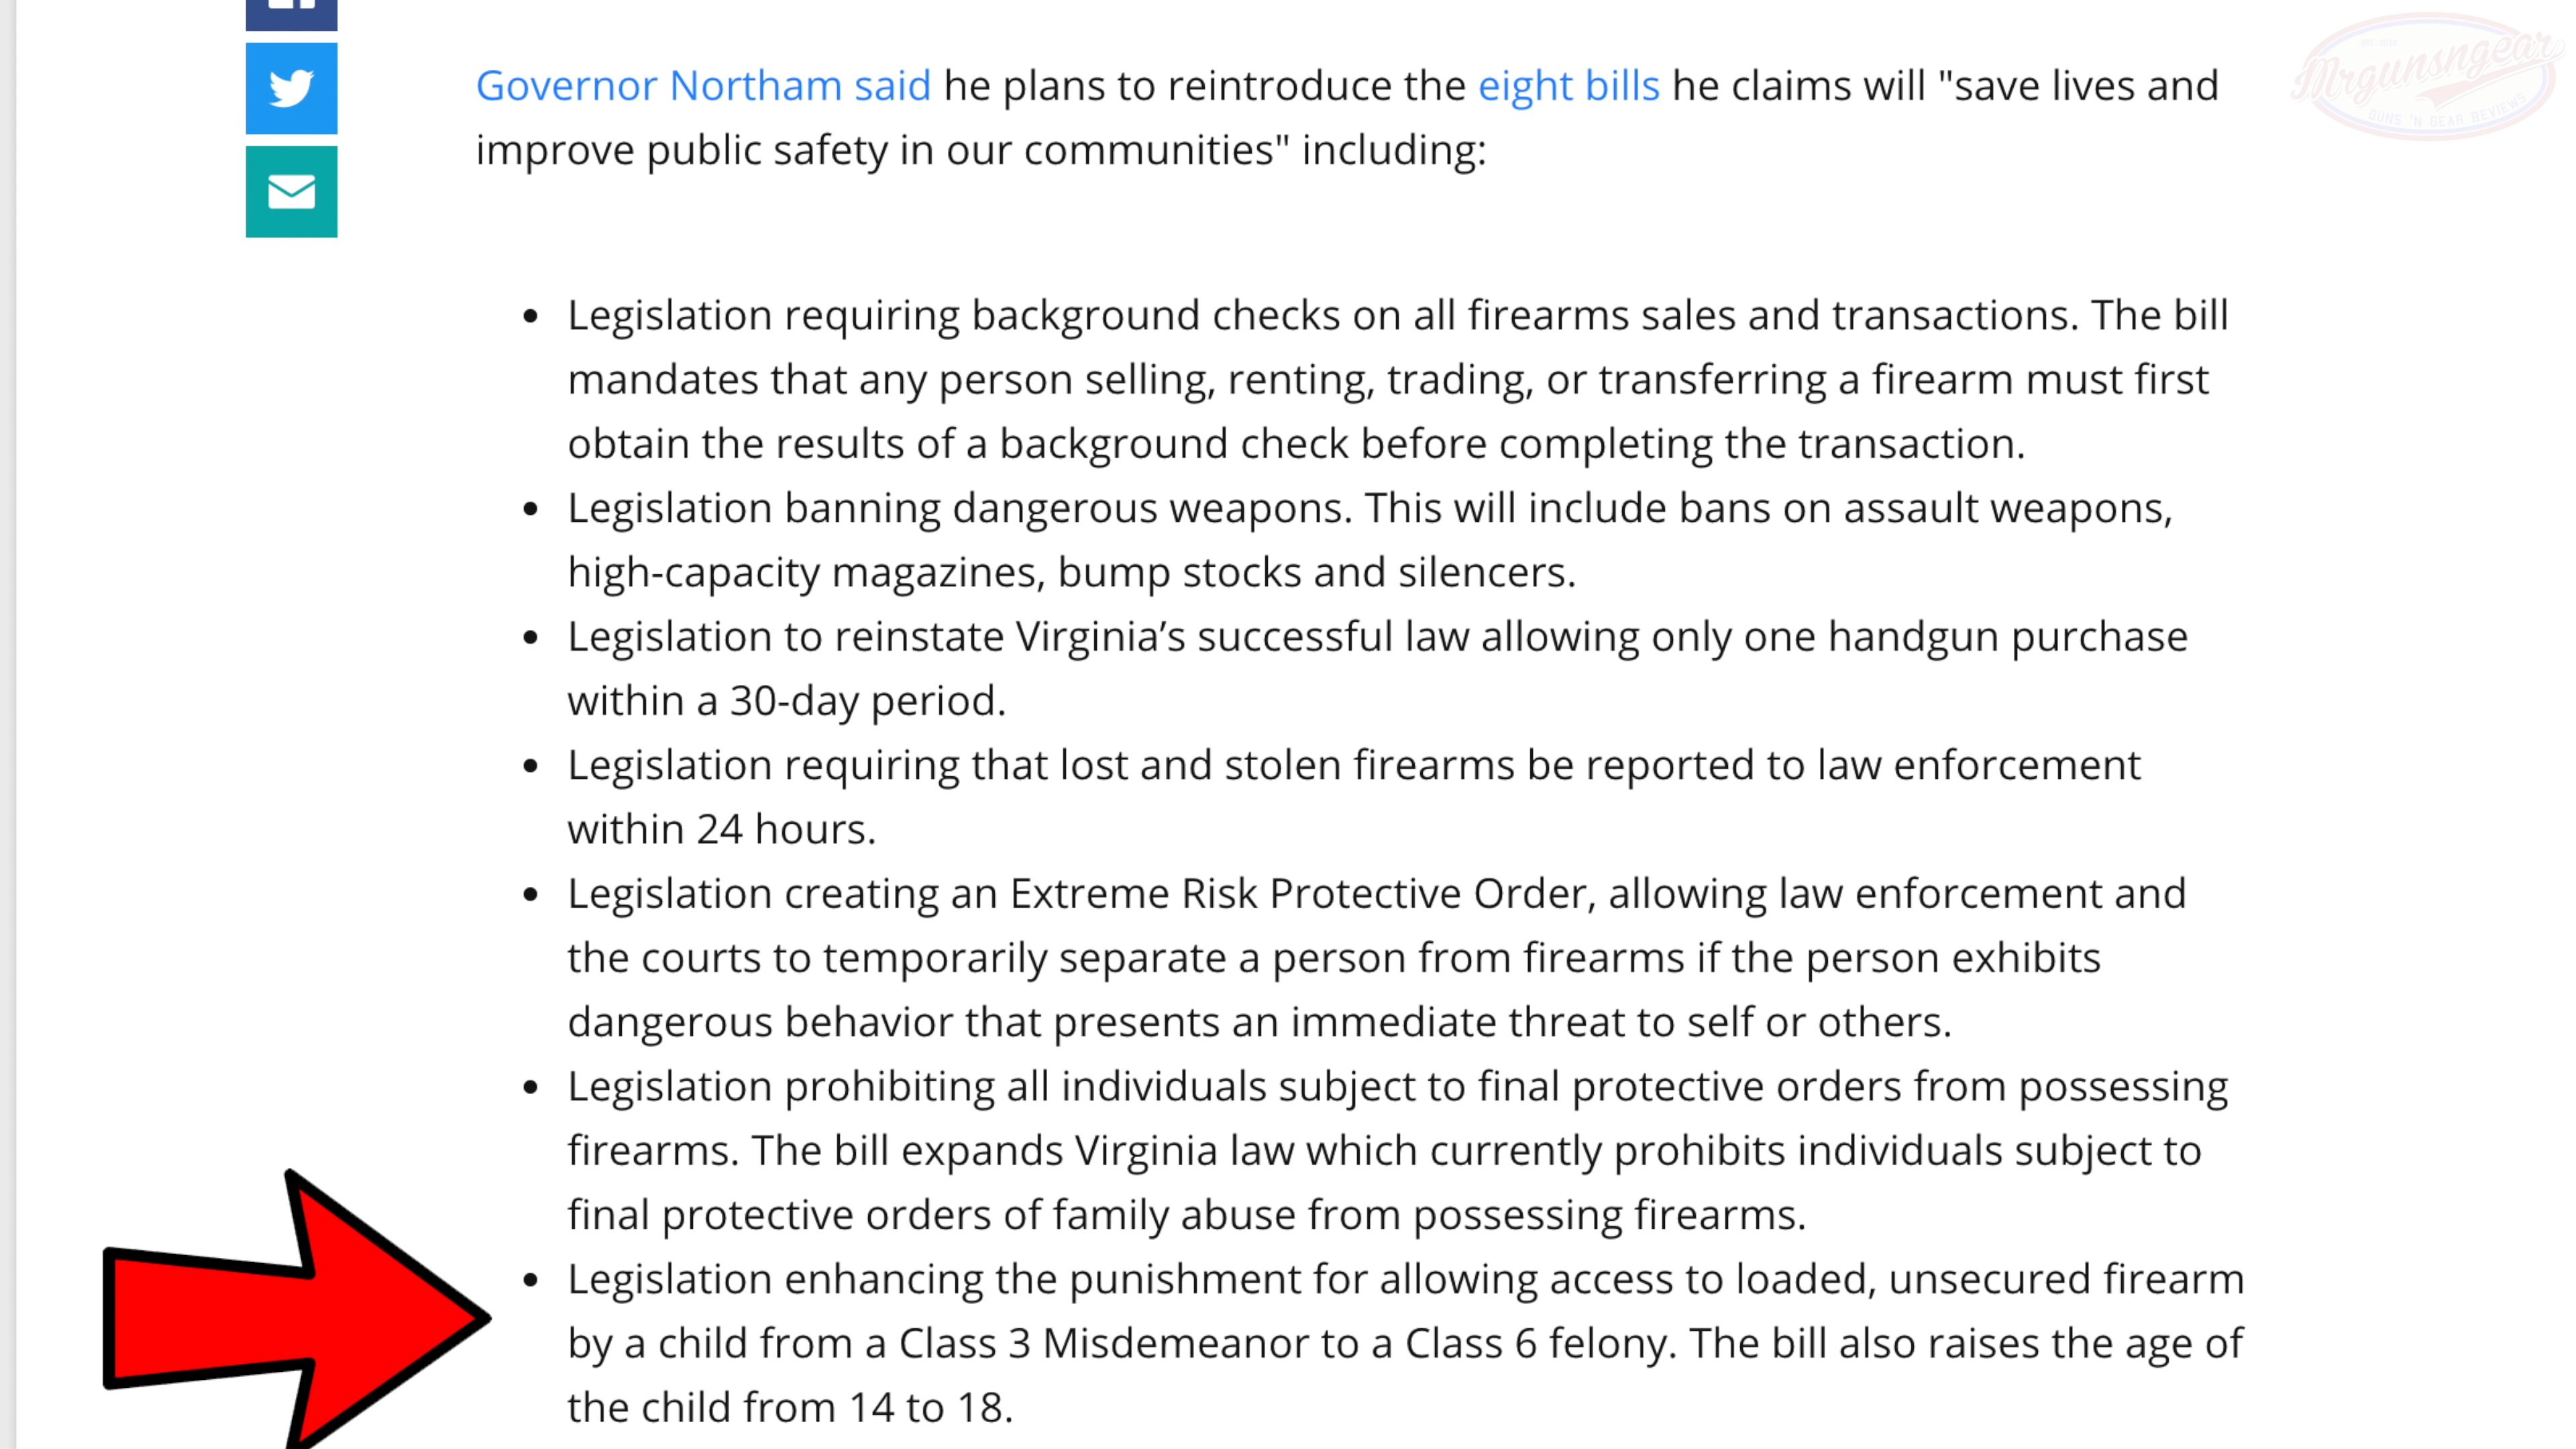 Mrgunsngear
GUNS 'N GEAR REVIEWS
Governor Northam said he plans to reintroduce the eight bills he claims will "save lives and
improve public safety in our communities" including:
• Legislation requiring background checks on all firearms sales and transactions. The bill
mandates that any person selling, renting, trading, or transferring a firearm must first
obtain the results of a background check before completing the transaction.
• Legislation banning dangerous weapons. This will include bans on assault weapons,
high-capacity magazines, bump stocks and silencers.
• Legislation to reinstate Virginia’s successful law allowing only one handgun purchase
within a 30-day period.
• Legislation requiring that lost and stolen firearms be reported to law enforcement
within 24 hours.
• Legislation creating an Extreme Risk Protective Order, allowing law enforcement and
the courts to temporarily separate a person from firearms if the person exhibits
dangerous behavior that presents an immediate threat to self or others.
• Legislation prohibiting all individuals subject to final protective orders from possessing
firearms. The bill expands Virginia law which currently prohibits individuals subject to
final protective orders of family abuse from possessing firearms.
• Legislation enhancing the punishment for allowing access to loaded, unsecured firearm
by a child from a Class 3 Misdemeanor to a Class 6 felony. The bill also raises the age of
the child from 14 to 18.